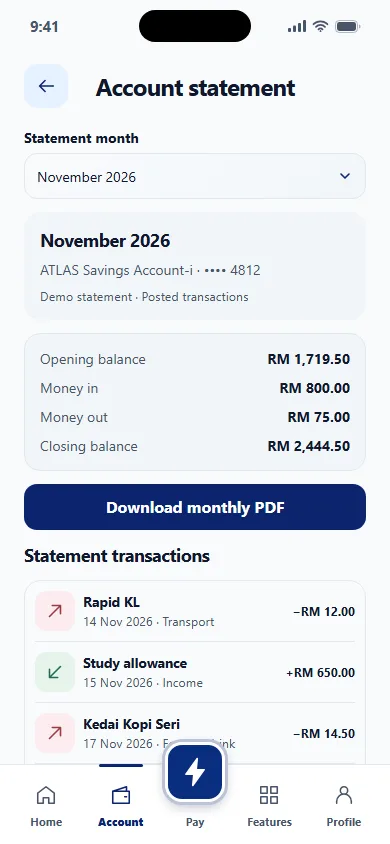 9:41
Account statement
Statement month
November 2026
November 2026
ATLAS Savings Account-i · •••• 4812
Demo statement · Posted transactions
Opening balance RM 1,719.50
Money in RM 800.00
Money out RM 75.00
Closing balance RM 2,444.50
Download monthly PDF
Statement transactions
Rapid KL
14 Nov 2026 · Transport
−RM 12.00
Study allowance
15 Nov 2026 · Income
+RM 650.00
Kedai Kopi Seri
17 Nov 2026 ·
−RM 14.50
Home Account Pay Features Profile